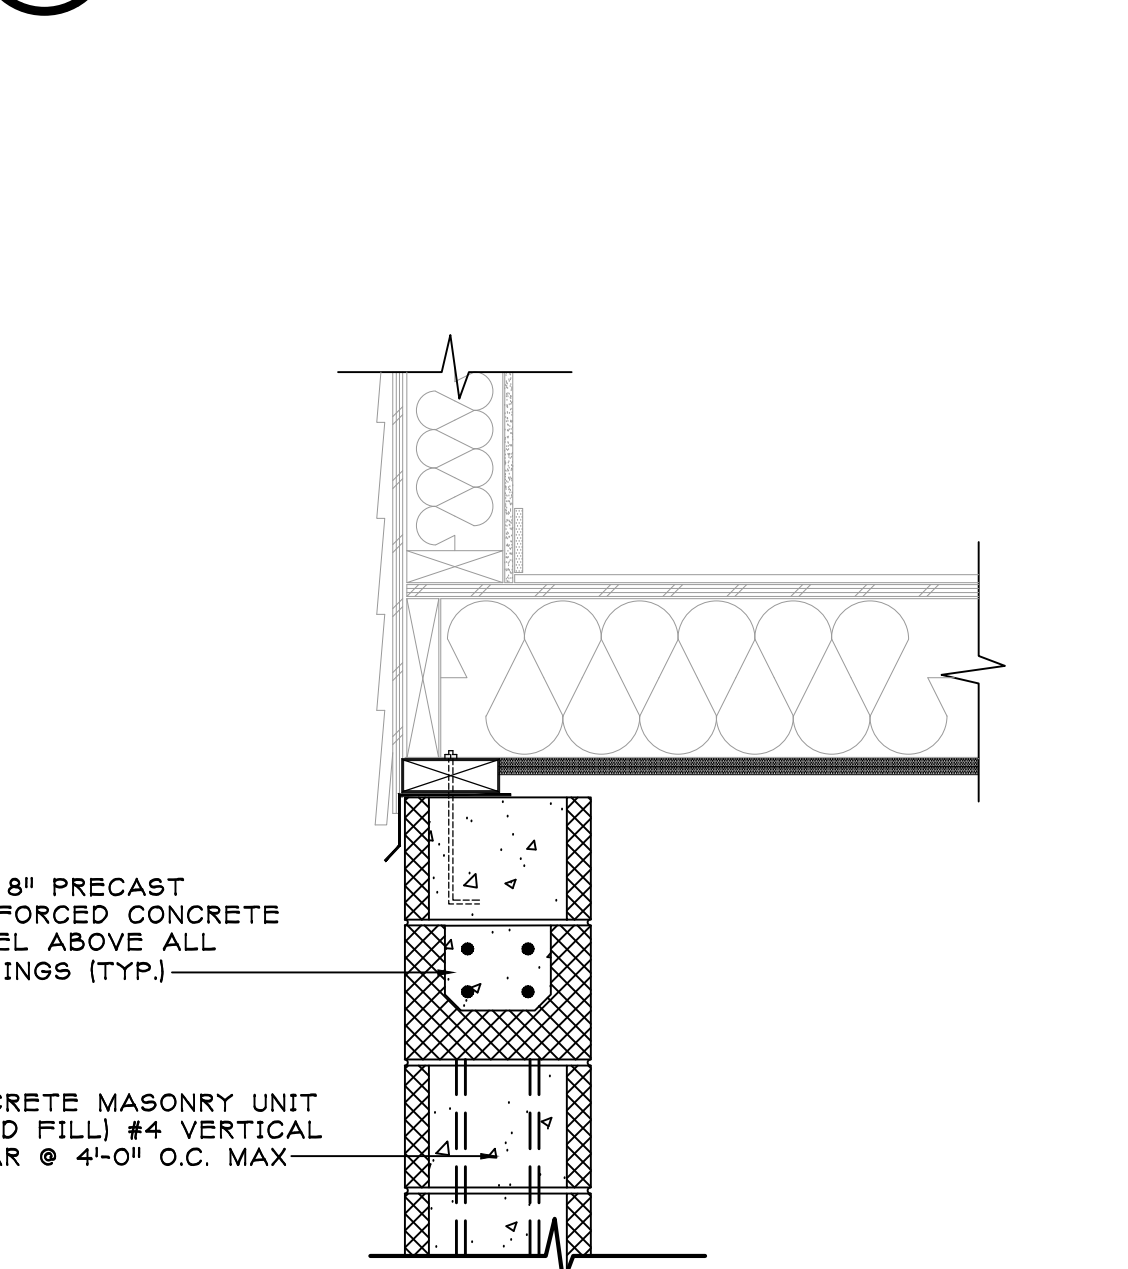 8" PRECAST
FORCED CONCRETE
EL ABOVE ALL
INGS (TYP.)
CRETE MASONRY UNIT
D FILL) #4 VERTICAL
AR @ 4'-0" O.C. MAX